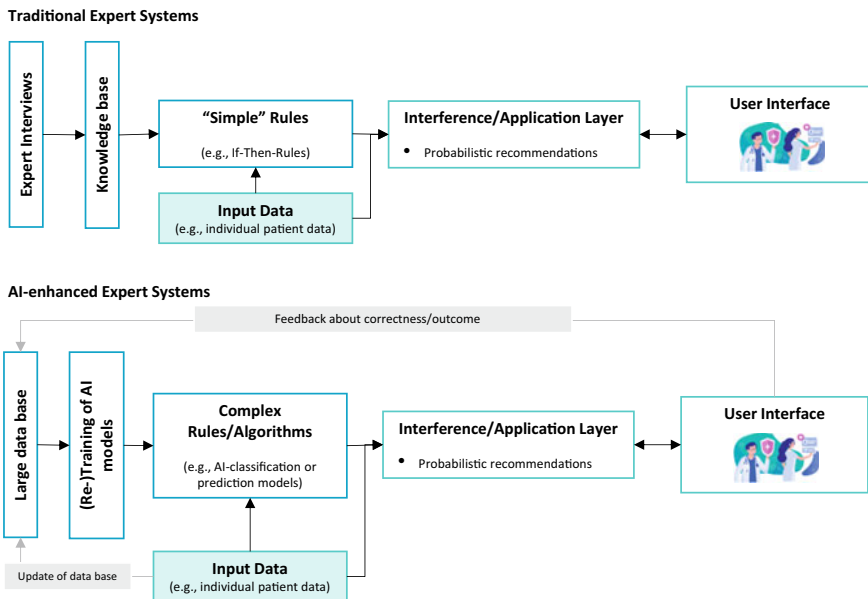 Traditional Expert Systems
Expert Interviews
Knowledge base
“Simple” Rules
(e.g., If-Then-Rules)
Input Data
(e.g., individual patient data)
Interference/Application Layer
• Probabilistic recommendations
User Interface
AI-enhanced Expert Systems
Feedback about correctness/outcome
Large data base
(Re-)Training of AI
models
Complex
Rules/Algorithms
(e.g., AI-classification or
prediction models)
Interference/Application Layer
• Probabilistic recommendations
User Interface
Update of data base
Input Data
(e.g., individual patient data)